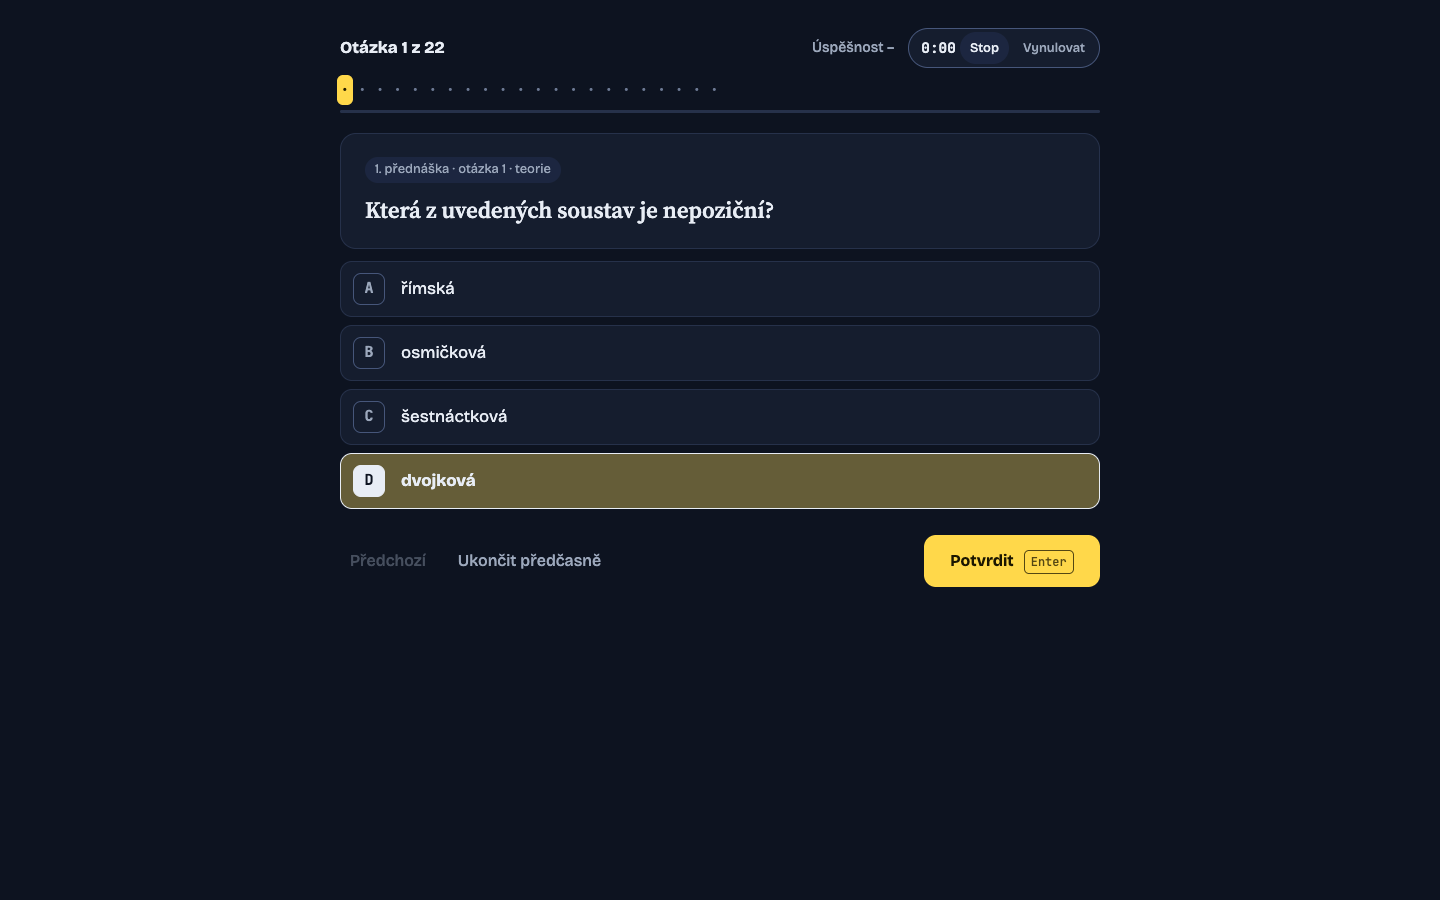 Otázka 1 z 22
Úspěšnost –
0:00 Stop Vynulovat
1. přednáška · otázka 1 · teorie
Která z uvedených soustav je nepoziční?
A římská
B osmičková
C šestnáctková
D dvojková
Předchozí Ukončit předčasně Potvrdit Enter